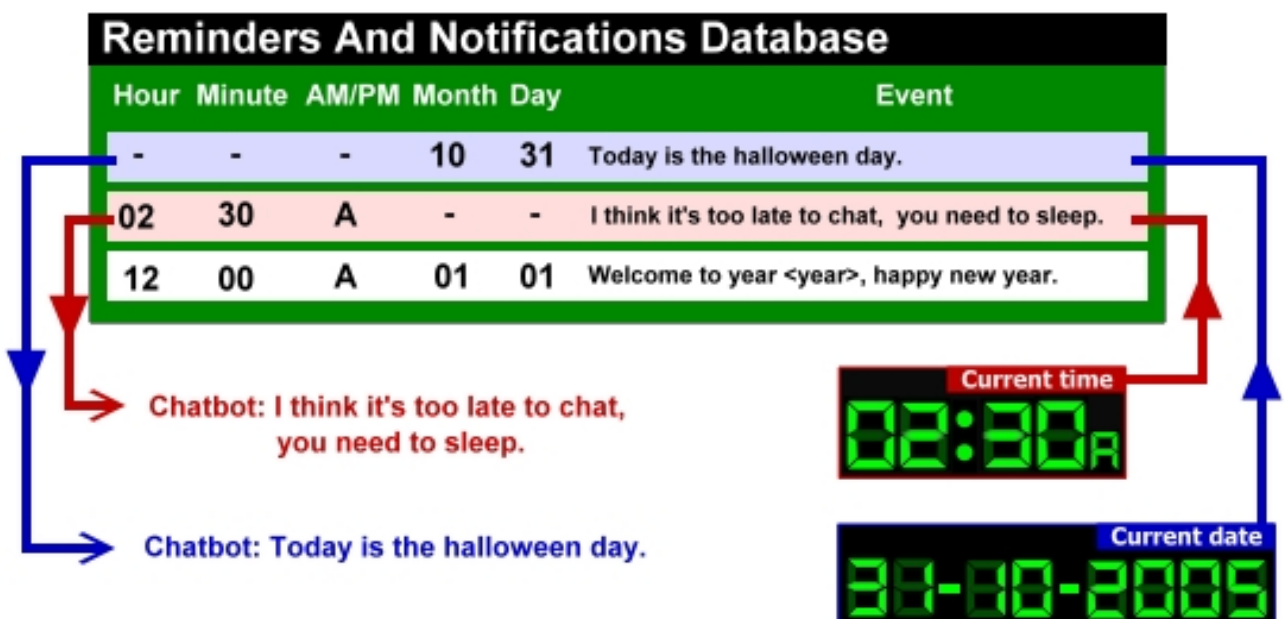 Reminders And Notifications Database
Hour Minute AM/PM Month Day Event
- - - 10 31 Today is the halloween day.
02 30 A - - I think it's too late to chat, you need to sleep.
12 00 A 01 01 Welcome to year <year>, happy new year.
Current time
02:30A
Chatbot: I think it's too late to chat,
you need to sleep.
Current date
31-10-2005
Chatbot: Today is the halloween day.